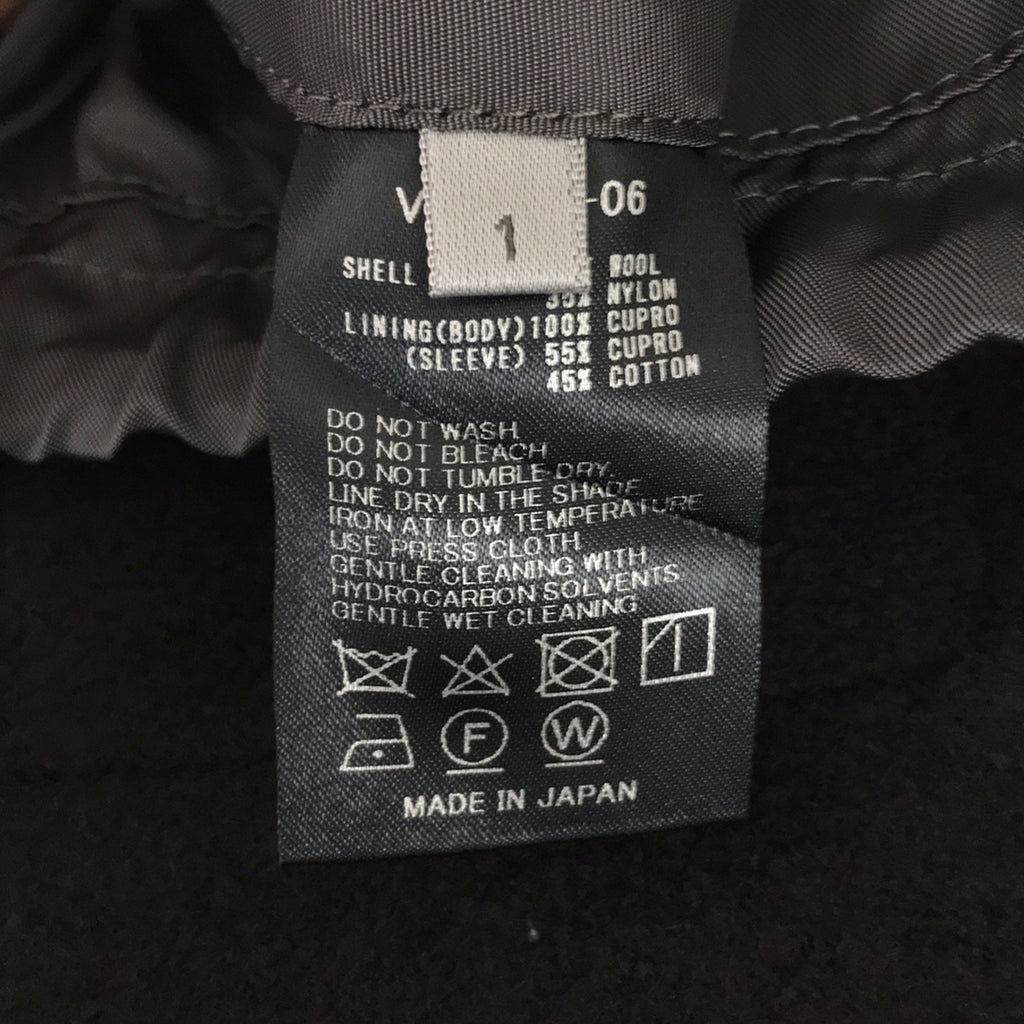 V -06
1
SHELL WOOL
35% NYLON
LINING(BODY)100% CUPRO
(SLEEVE) 55% CUPRO
45% COTTON
DO NOT WASH.
DO NOT BLEACH
DO NOT TUMBLE DRY.
LINE DRY IN THE SHADE
IRON AT LOW TEMPERATURE
USE PRESS CLOTH
GENTLE CLEANING WITH
HYDROCARBON SOLVENTS
GENTLE WET CLEANING
F W
MADE IN JAPAN